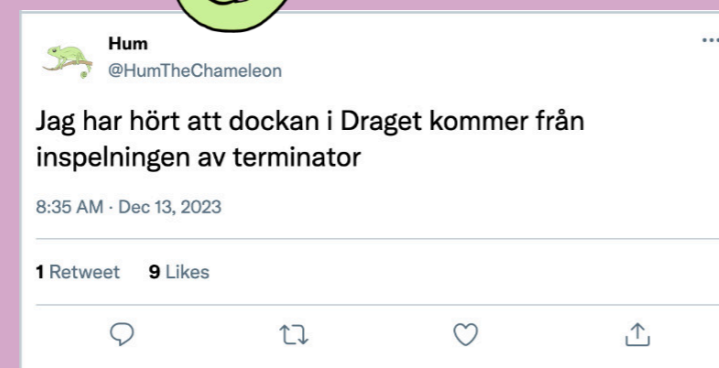 Hum
@HumTheChameleon
Jag har hört att dockan i Draget kommer från
inspelningen av terminator
8:35 AM · Dec 13, 2023
1 Retweet 9 Likes